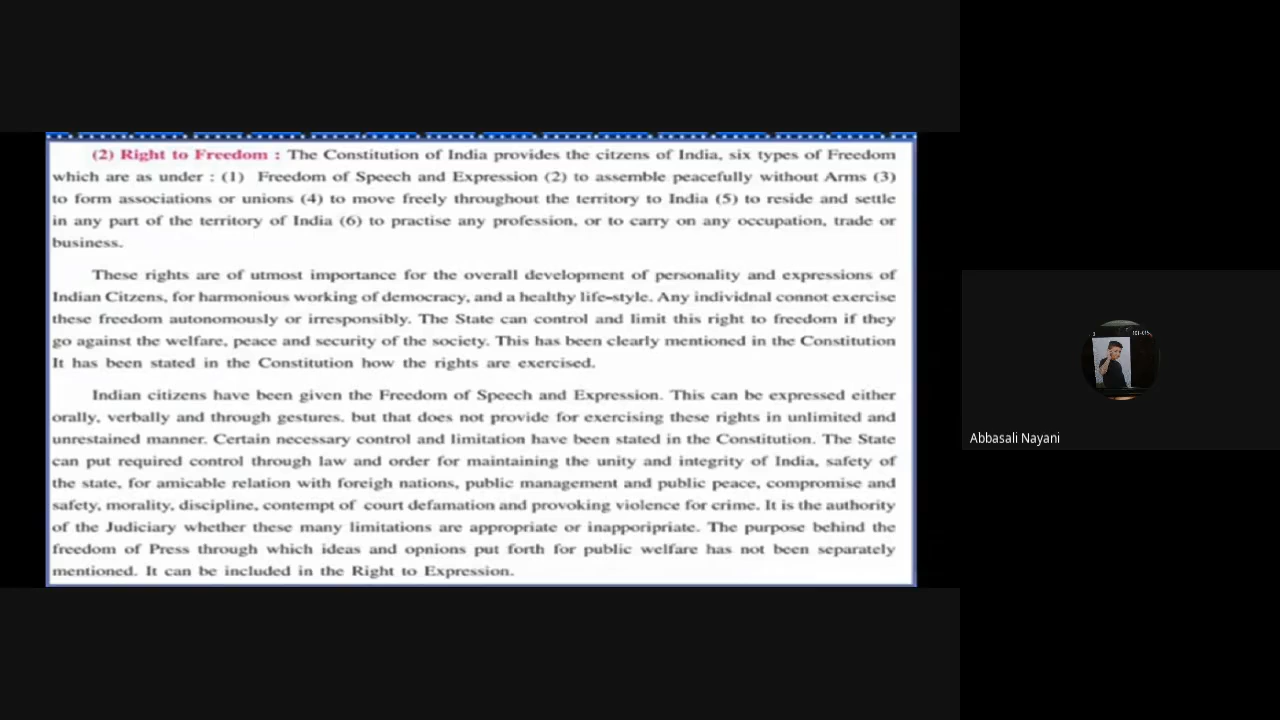 (2) Right to Freedom : The Constitution of India provides the citzens of India, six types of Freedom
which are as under : (1) Freedom of Speech and Expression (2) to assemble peacefully without Arms (3)
to form associations or unions (4) to move freely throughout the territory to India (5) to reside and settle
in any part of the territory of India (6) to practise any profession, or to carry on any occupation, trade or
business.
These rights are of utmost importance for the overall development of personality and expressions of
Indian Citzens, for harmonious working of democracy, and a healthy life-style. Any individnal connot exercise
these freedom autonomously or irresponsibly. The State can control and limit this right to freedom if they
go against the welfare, peace and security of the society. This has been clearly mentioned in the Constitution
It has been stated in the Constitution how the rights are exercised.
Indian citizens have been given the Freedom of Speech and Expression. This can be expressed either
orally, verbally and through gestures. but that does not provide for exercising these rights in unlimited and
unrestained manner. Certain necessary control and limitation have been stated in the Constitution. The State
can put required control through law and order for maintaining the unity and integrity of India, safety of
the state, for amicable relation with foreigh nations, public management and public peace, compromise and
safety, morality, discipline, contempt of court defamation and provoking violence for crime. It is the authority
of the Judiciary whether these many limitations are appropriate or inapporipriate. The purpose behind the
freedom of Press through which ideas and opnions put forth for public welfare has not been separately
mentioned. It can be included in the Right to Expression.
Abbasali Nayani